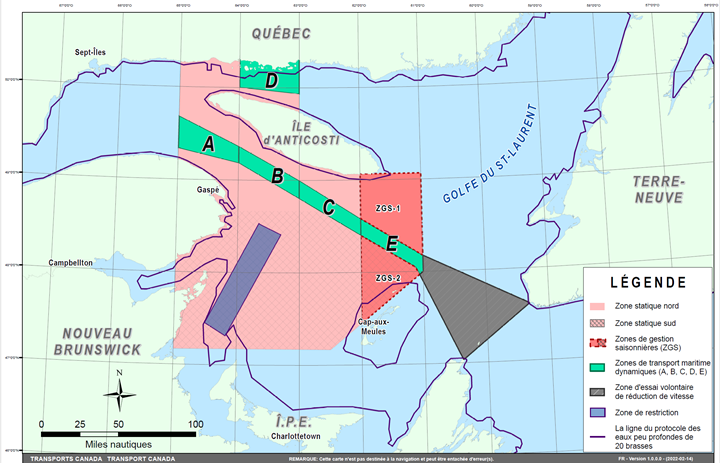 QUÉBEC
Sept-Îles
D
ÎLE
d'ANTICOSTI
A
B
C
E
ZGS-1
ZGS-2
GOLFE DU ST-LAURENT
TERRE-
NEUVE
Gaspé
Campbellton
Cap-aux-
Meules
NOUVEAU
BRUNSWICK
N
0 50 100
Milles nautiques
Î.P.E.
Charlottetown
LÉGENDE
Zone statique nord
Zone statique sud
Zones de gestion
saisonnières (ZGS)
Zones de transport maritime
dynamiques (A, B, C, D, E)
Zone d'essai volontaire
de réduction de vitesse
Zone de restriction
La ligne du protocole des
eaux peu profondes de
20 brasses
TRANSPORTS CANADA TRANSPORT CANADA
REMARQUE: Cette carte n'est pas destinée à la navigation et peut être entachée d'erreur(s).
FR - Version 1.0.0.0 - (2022-02-14)